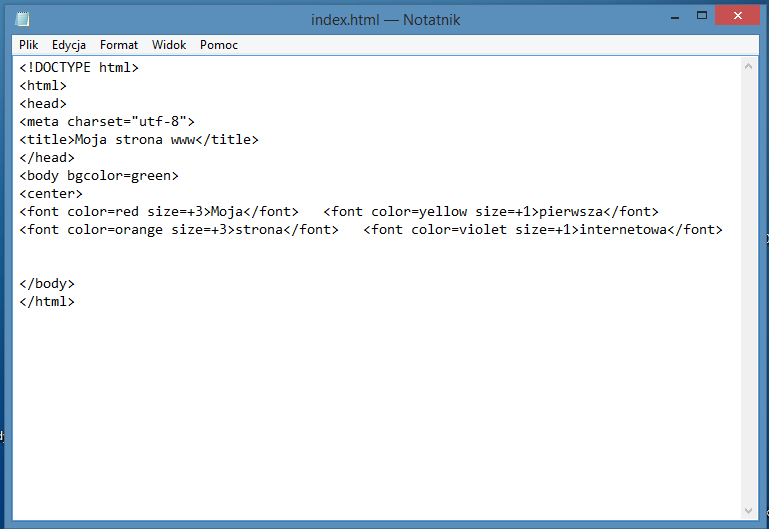 index.html — Notatnik
Plik Edycja Format Widok Pomoc
<!DOCTYPE html>
<html>
<head>
<meta charset="utf-8">
<title>Moja strona www</title>
</head>
<body bgcolor=green>
<center>
<font color=red size=+3>Moja</font>   <font color=yellow size=+1>pierwsza</font>
<font color=orange size=+3>strona</font>   <font color=violet size=+1>internetowa</font>
</body>
</html>